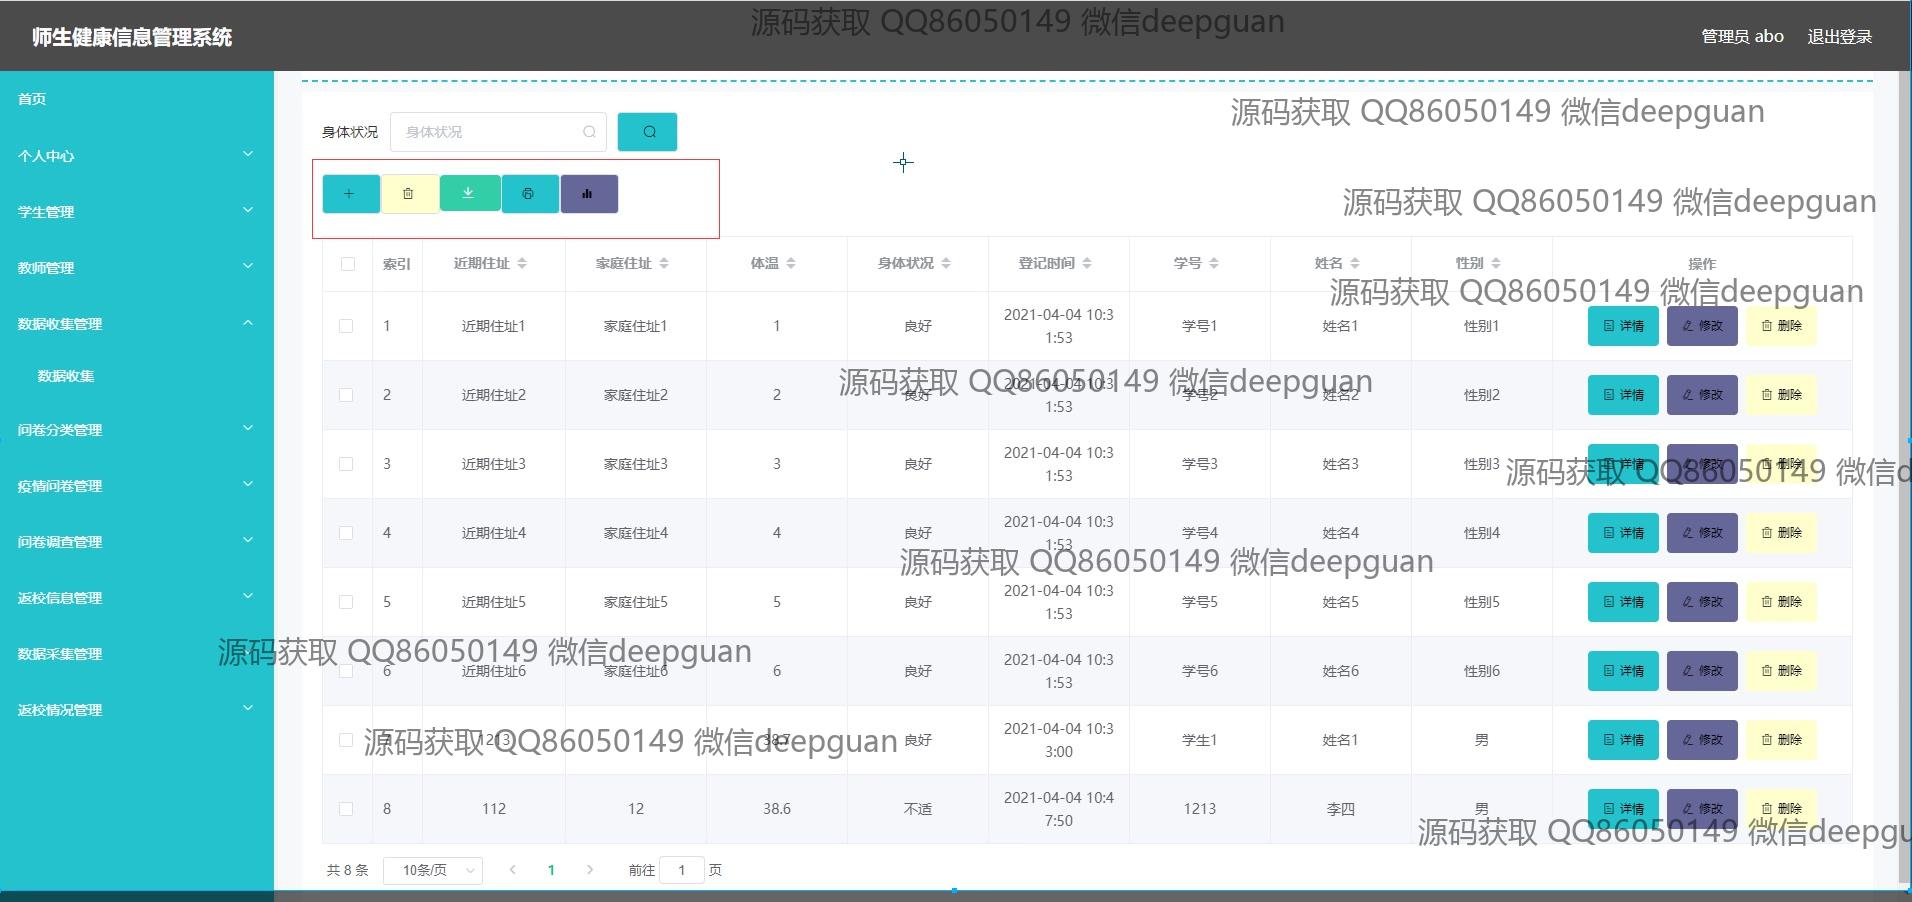 师生健康信息管理系统
源码获取 QQ86050149 微信deepguan
管理员 abo 退出登录
首页
个人中心
学生管理
教师管理
数据收集管理
数据收集
问卷分类管理
疫情问卷管理
问卷调查管理
返校信息管理
数据采集管理
返校情况管理
源码获取 QQ86050149 微信deepguan
身体状况 身体状况
源码获取 QQ86050149 微信deepguan
索引 近期住址 家庭住址 体温 身体状况 登记时间 学号 姓名 性别 操作
源码获取 QQ86050149 微信deepguan
1 近期住址1 家庭住址1 1 良好 2021-04-04 10:3 学号1 姓名1 性别1 详情 修改 删除
1:53
源码获取 QQ86050149 微信deepguan
2 近期住址2 家庭住址2 2 良好 2021-04-04 10:3 学号2 姓名2 性别2 详情 修改 删除
1:53
3 近期住址3 家庭住址3 3 良好 2021-04-04 10:3 学号3 姓名3 性别3 详情 修改 删除
1:53
源码获取 QQ86050149 微信d
4 近期住址4 家庭住址4 4 良好 2021-04-04 10:3 学号4 姓名4 性别4 详情 修改 删除
1:53
源码获取 QQ86050149 微信deepguan
5 近期住址5 家庭住址5 5 良好 2021-04-04 10:3 学号5 姓名5 性别5 详情 修改 删除
1:53
源码获取 QQ86050149 微信deepguan
6 近期住址6 家庭住址6 6 良好 2021-04-04 10:3 学号6 姓名6 性别6 详情 修改 删除
1:53
7 1213 38.7 良好 2021-04-04 10:3 学生1 姓名1 男 详情 修改 删除
3:00
源码获取 QQ86050149 微信deepguan
8 112 12 38.6 不适 2021-04-04 10:4 1213 李四 男 详情 修改 删除
7:50
源码获取 QQ86050149 微信deepgu
共 8 条 10条/页 1 前往 1 页